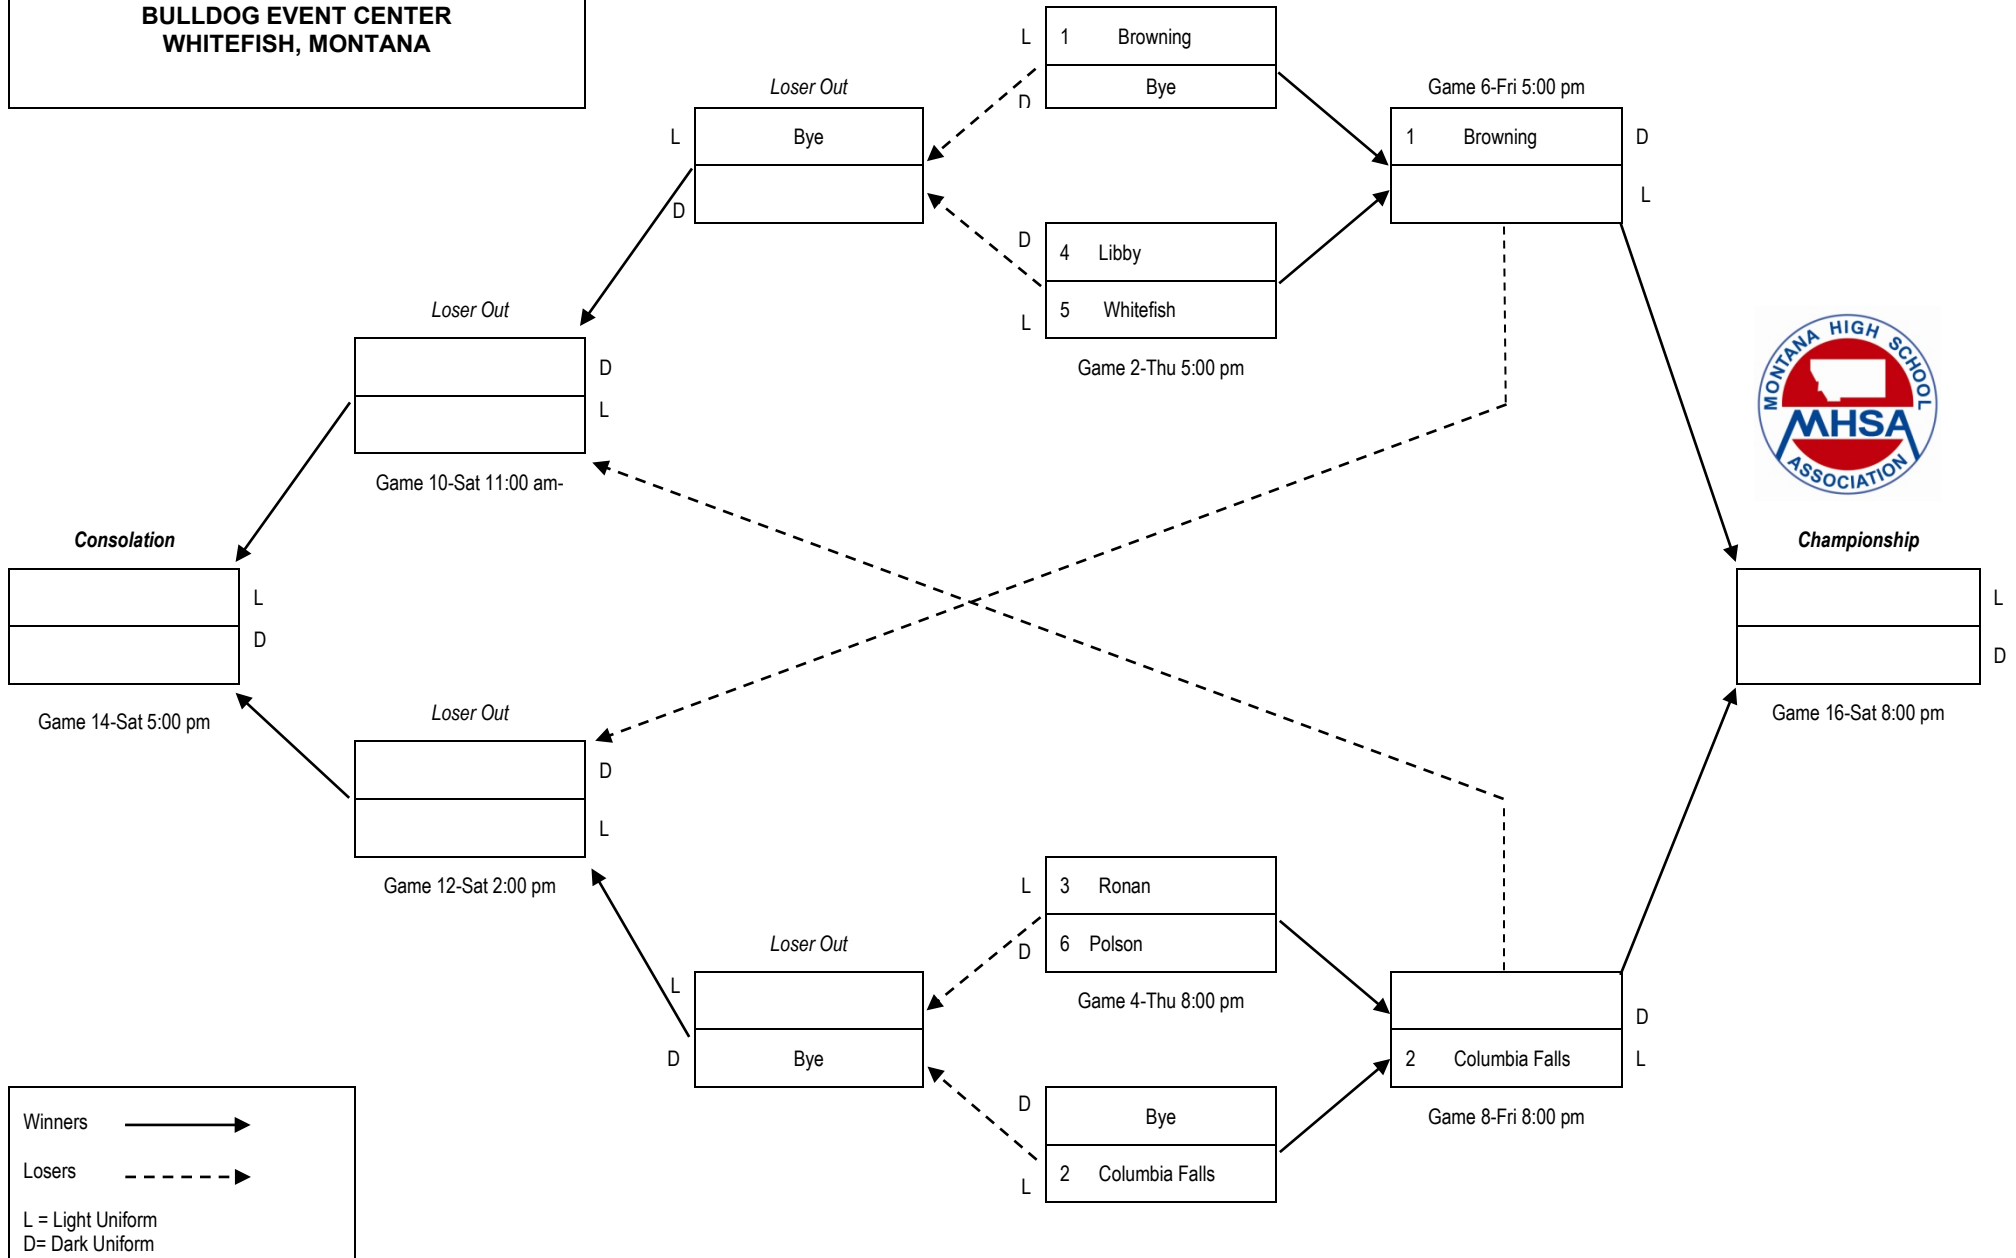 BULLDOG EVENT CENTER
WHITEFISH, MONTANA
L 1 Browning
D Bye
Loser Out
L Bye
D
Game 6-Fri 5:00 pm
1 Browning D
L
D 4 Libby
L 5 Whitefish
Game 2-Thu 5:00 pm
Loser Out
D
L
Game 10-Sat 11:00 am-
MONTANA HIGH SCHOOL
MHSA
ASSOCIATION
Consolation
L
D
Game 14-Sat 5:00 pm
Championship
L
D
Game 16-Sat 8:00 pm
Loser Out
D
L
Game 12-Sat 2:00 pm
L 3 Ronan
D 6 Polson
Game 4-Thu 8:00 pm
Loser Out
L
D Bye
D
2 Columbia Falls L
Game 8-Fri 8:00 pm
D Bye
L 2 Columbia Falls
Winners
Losers
L = Light Uniform
D= Dark Uniform